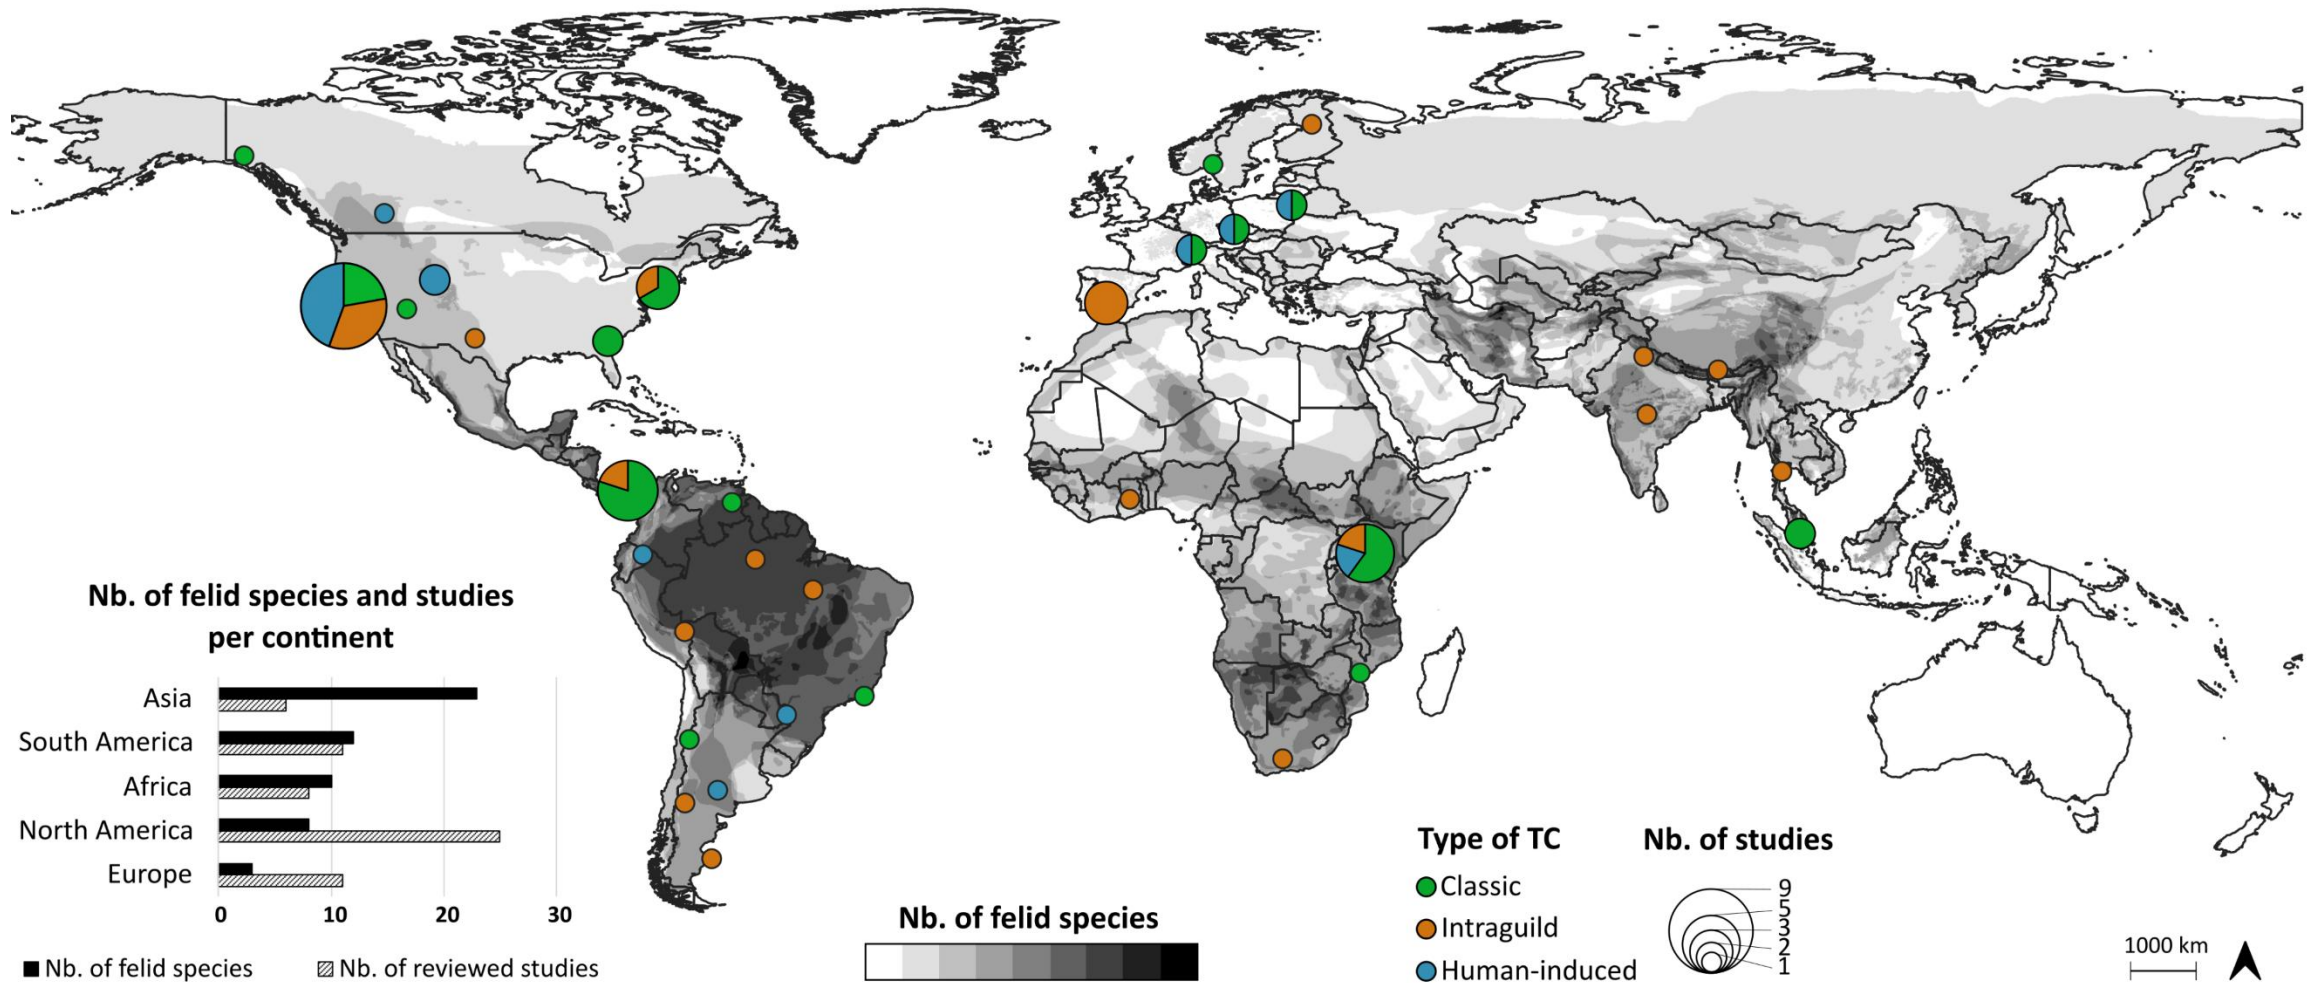 Nb. of felid species and studies
per continent
Asia
South America
Africa
North America
Europe
0 10 20 30
Nb. of felid species
Nb. of reviewed studies
Nb. of felid species
Type of TC
Classic
Intraguild
Human-induced
Nb. of studies
9
5
3
2
1
1000 km